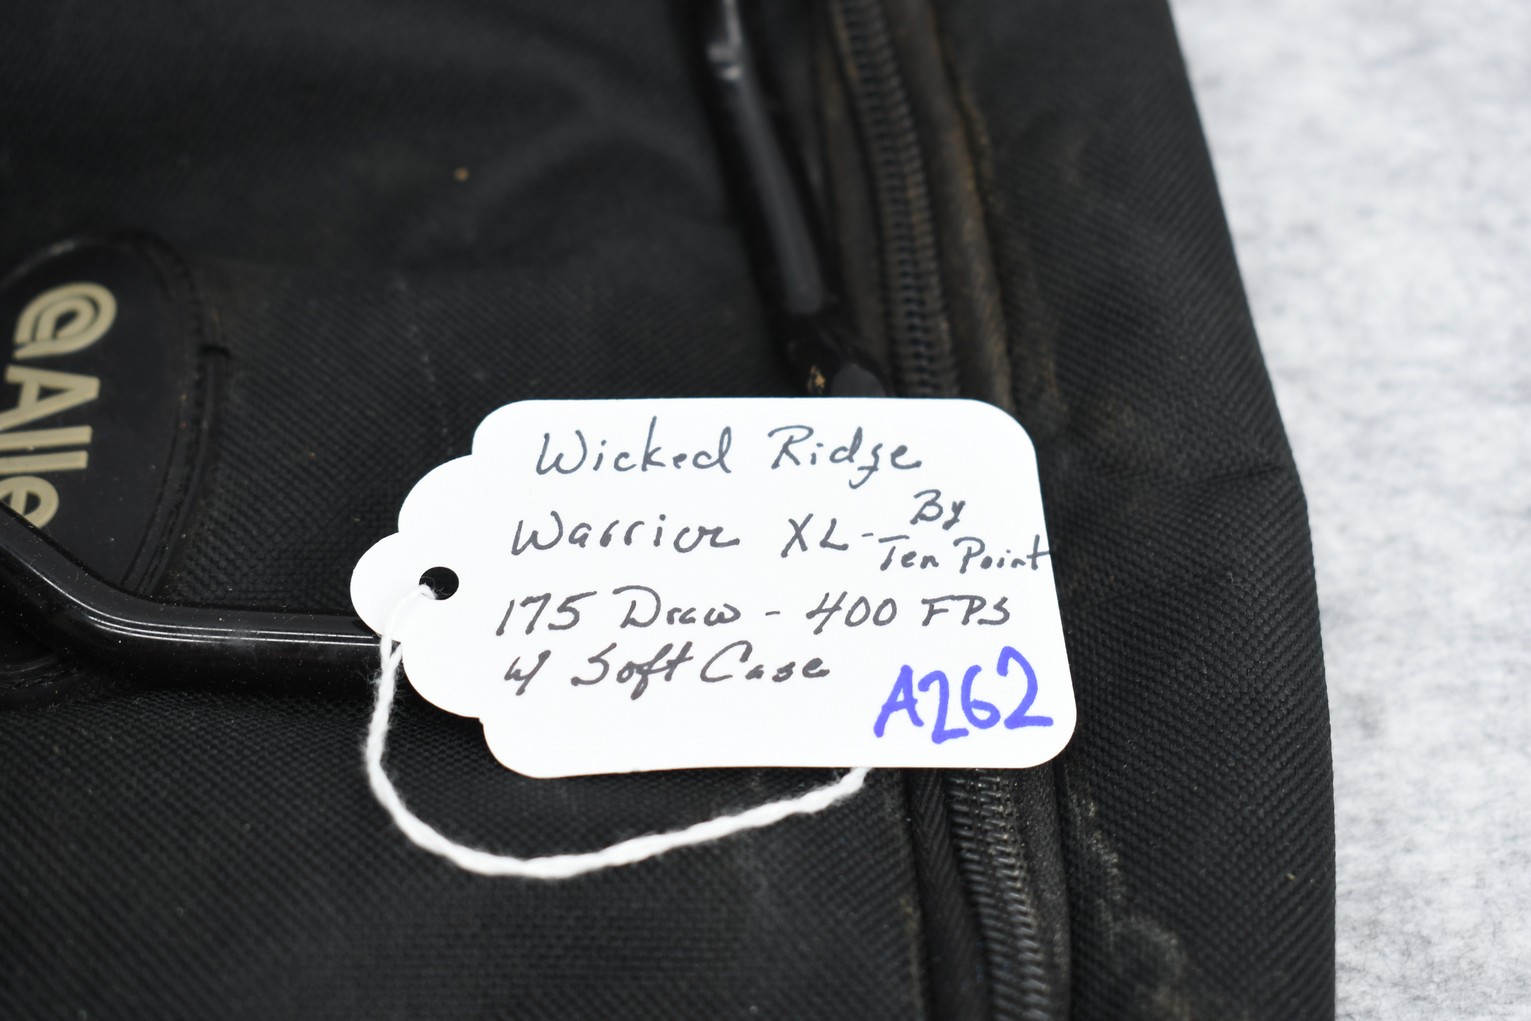 Wicked Ridge
Warrior XL - By Ten Point
175 Draw - 400 FPS
w/ Soft Case
A262
Alle